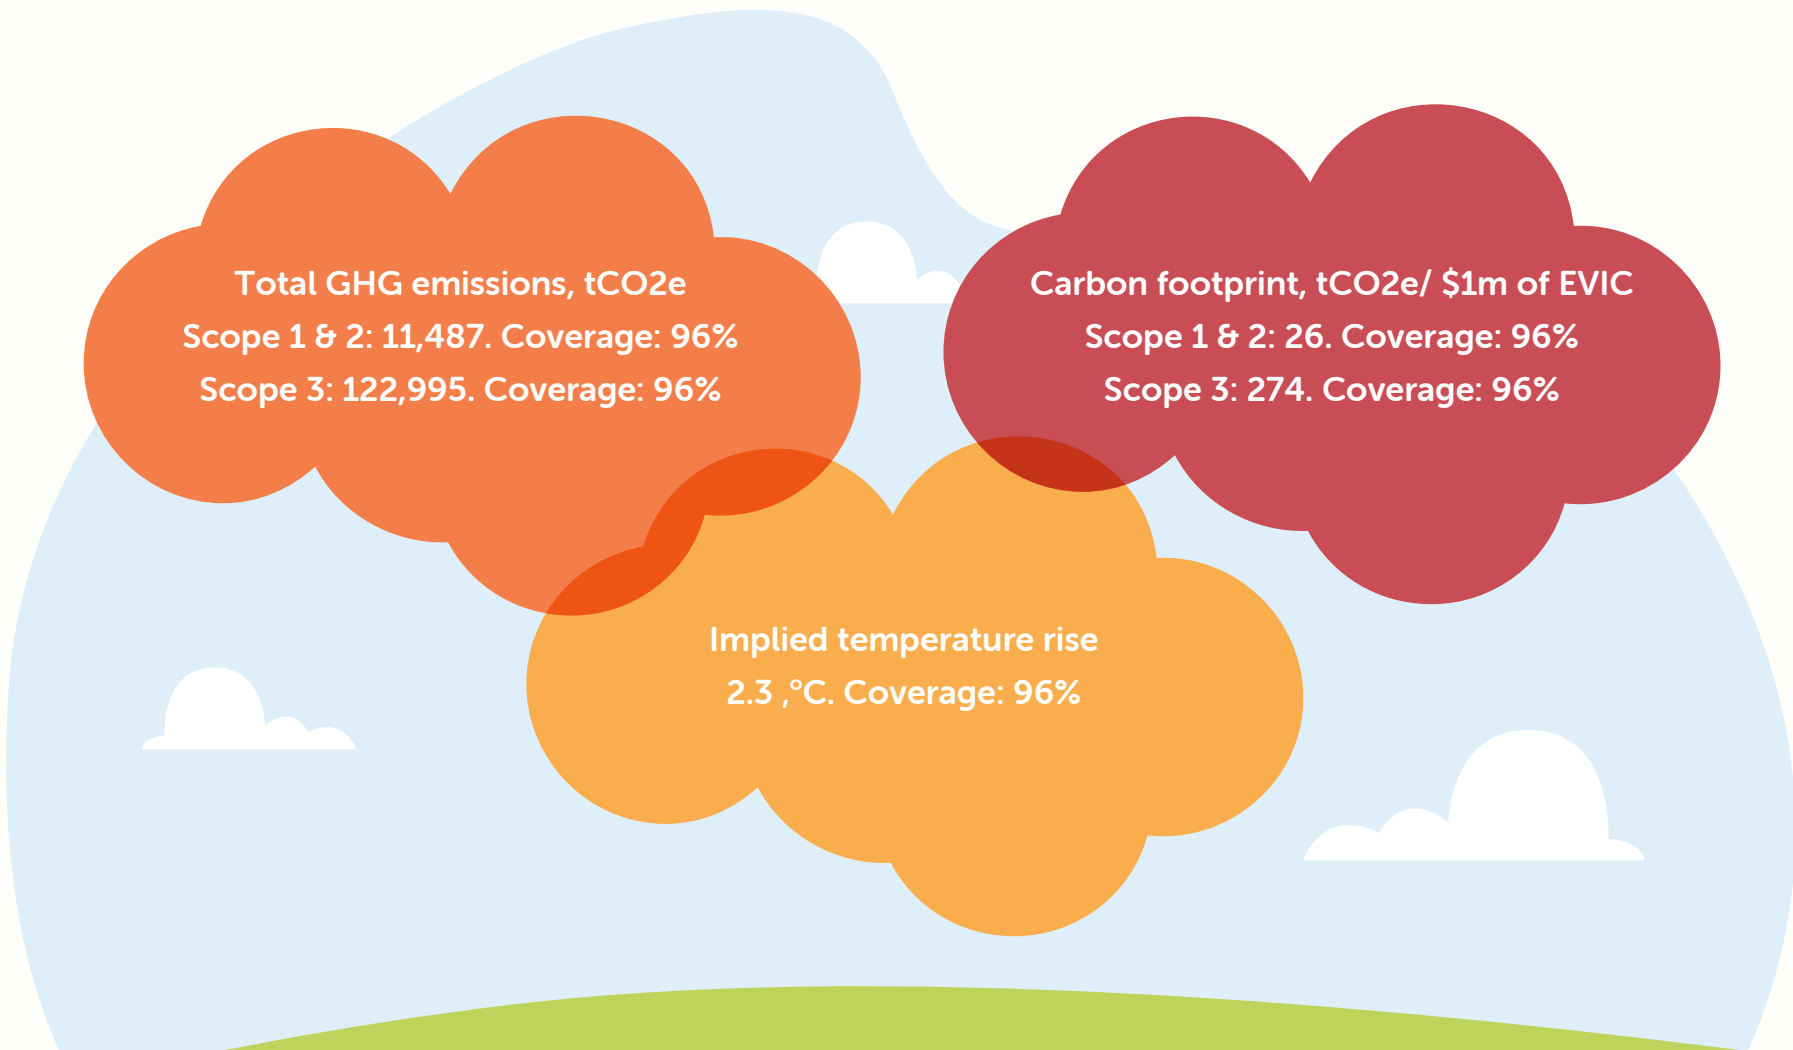 Total GHG emissions, tCO2e
Scope 1 & 2: 11,487. Coverage: 96%
Scope 3: 122,995. Coverage: 96%
Carbon footprint, tCO2e/ $1m of EVIC
Scope 1 & 2: 26. Coverage: 96%
Scope 3: 274. Coverage: 96%
Implied temperature rise
2.3 ,°C. Coverage: 96%